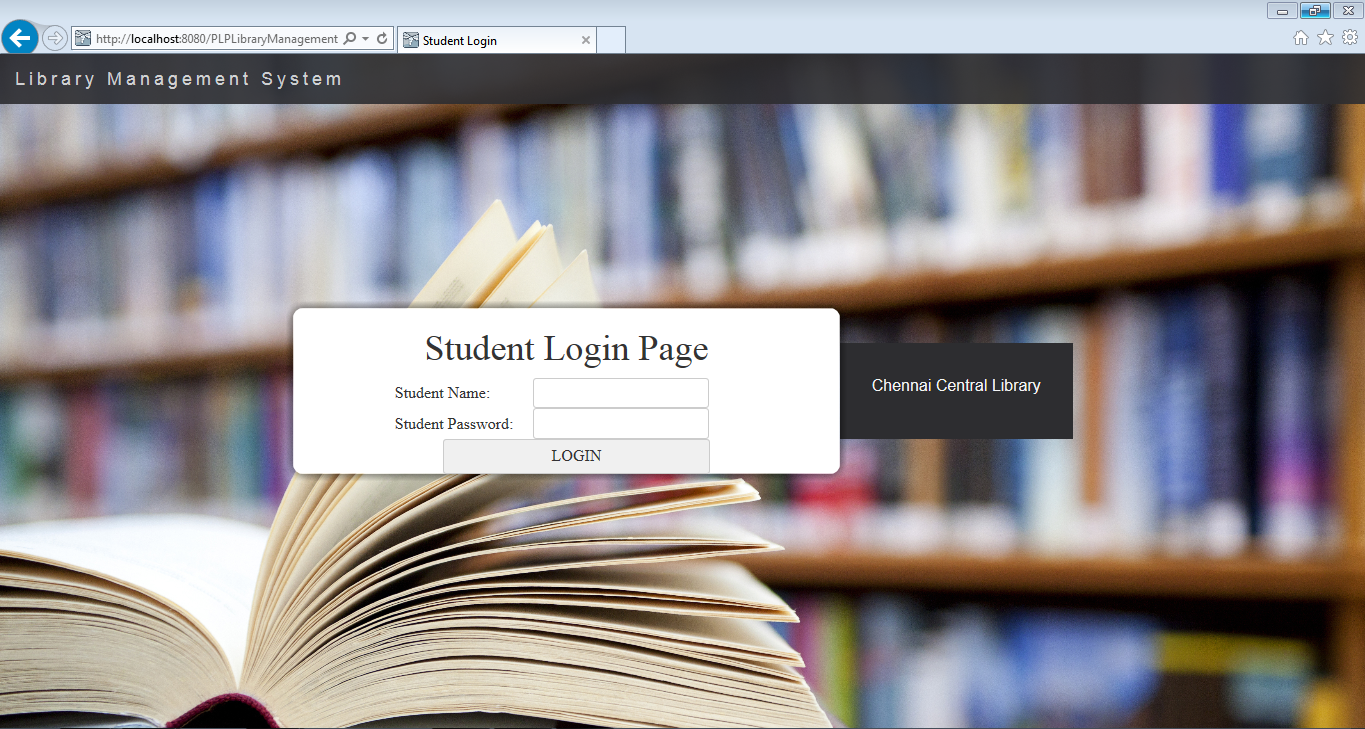 http://localhost:8080/PLPLibraryManagement
Student Login
Library Management System
Student Login Page
Student Name:
Student Password:
LOGIN
Chennai Central Library